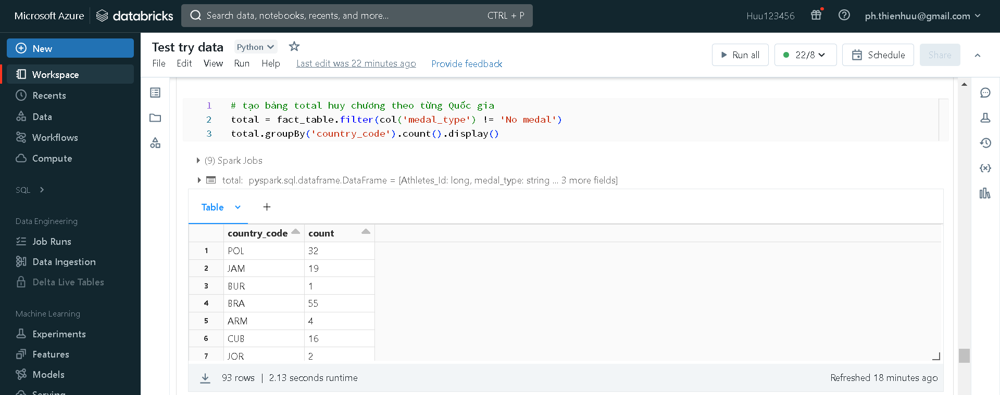 Microsoft Azure databricks Search data, notebooks, recents, and more... CTRL + P Huu123456 ph.thienhuu@gmail.com
New
Workspace
Recents
Data
Workflows
Compute
SQL
Data Engineering
Job Runs
Data Ingestion
Delta Live Tables
Machine Learning
Experiments
Features
Models
Serving
Test try data Python
File Edit View Run Help Last edit was 22 minutes ago Provide feedback
Run all 22/8 Schedule Share
1 # tạo bảng total huy chương theo từng Quốc gia
2 total = fact_table.filter(col('medal_type') != 'No medal')
3 total.groupBy('country_code').count().display()
(9) Spark Jobs
total: pyspark.sql.dataframe.DataFrame = [Athletes_Id: long, medal_type: string ... 3 more fields]
Table +
country_code count
1 POL 32
2 JAM 19
3 BUR 1
4 BRA 55
5 ARM 4
6 CUB 16
7 JOR 2
93 rows | 2.13 seconds runtime Refreshed 18 minutes ago